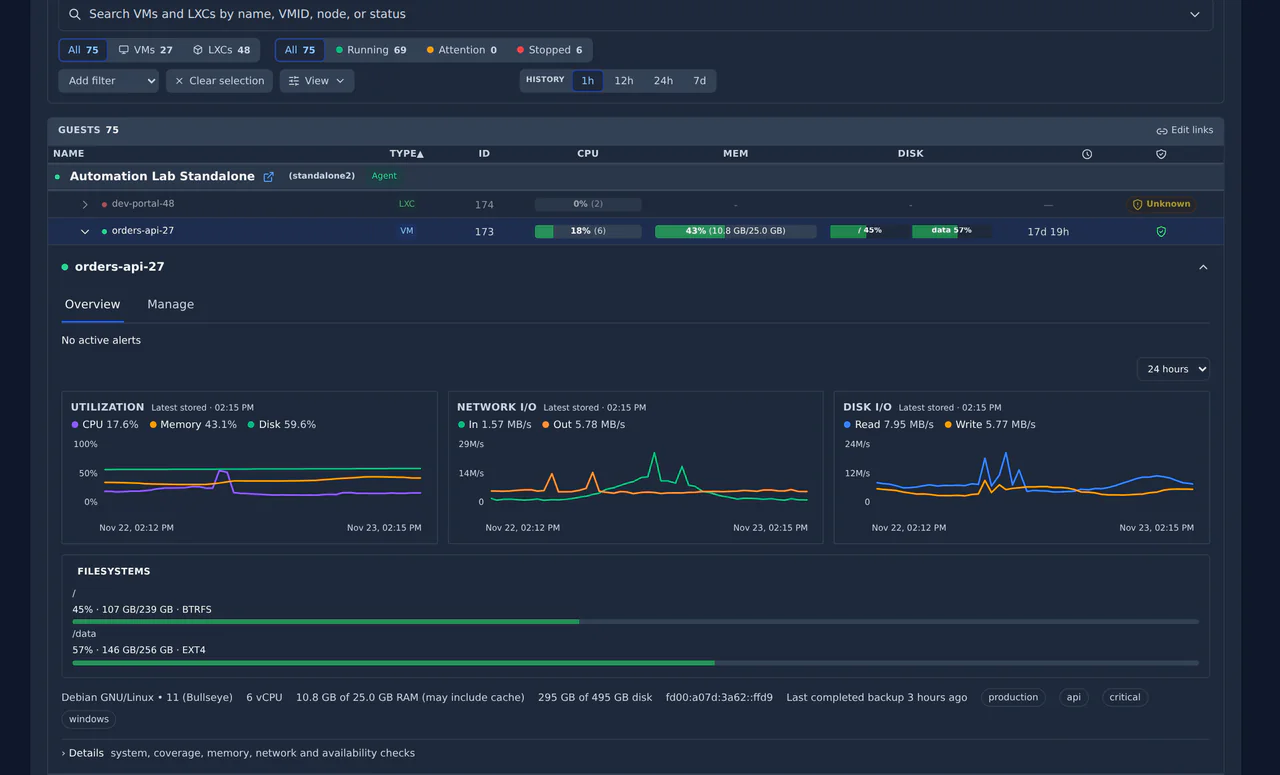 Search VMs and LXCs by name, VMID, node, or status
All 75 VMs 27 LXCs 48 All 75 Running 69 Attention 0 Stopped 6
Add filter Clear selection View HISTORY 1h 12h 24h 7d
GUESTS 75 Edit links
NAME TYPE▲ ID CPU MEM DISK
Automation Lab Standalone (standalone2) Agent
dev-portal-48 LXC 174 0% (2) - - — Unknown
orders-api-27 VM 173 18% (6) 43% (10.8 GB/25.0 GB) / 45% data 57% 17d 19h
orders-api-27
Overview Manage
No active alerts
24 hours
UTILIZATION Latest stored · 02:15 PM
CPU 17.6% Memory 43.1% Disk 59.6%
100%
50%
0%
Nov 22, 02:12 PM Nov 23, 02:15 PM
NETWORK I/O Latest stored · 02:15 PM
In 1.57 MB/s Out 5.78 MB/s
29M/s
14M/s
0
Nov 22, 02:12 PM Nov 23, 02:15 PM
DISK I/O Latest stored · 02:15 PM
Read 7.95 MB/s Write 5.77 MB/s
24M/s
12M/s
0
Nov 22, 02:12 PM Nov 23, 02:15 PM
FILESYSTEMS
/
45% · 107 GB/239 GB · BTRFS
/data
57% · 146 GB/256 GB · EXT4
Debian GNU/Linux • 11 (Bullseye) 6 vCPU 10.8 GB of 25.0 GB RAM (may include cache) 295 GB of 495 GB disk fd00:a07d:3a62::ffd9 Last completed backup 3 hours ago production api critical
windows
› Details system, coverage, memory, network and availability checks